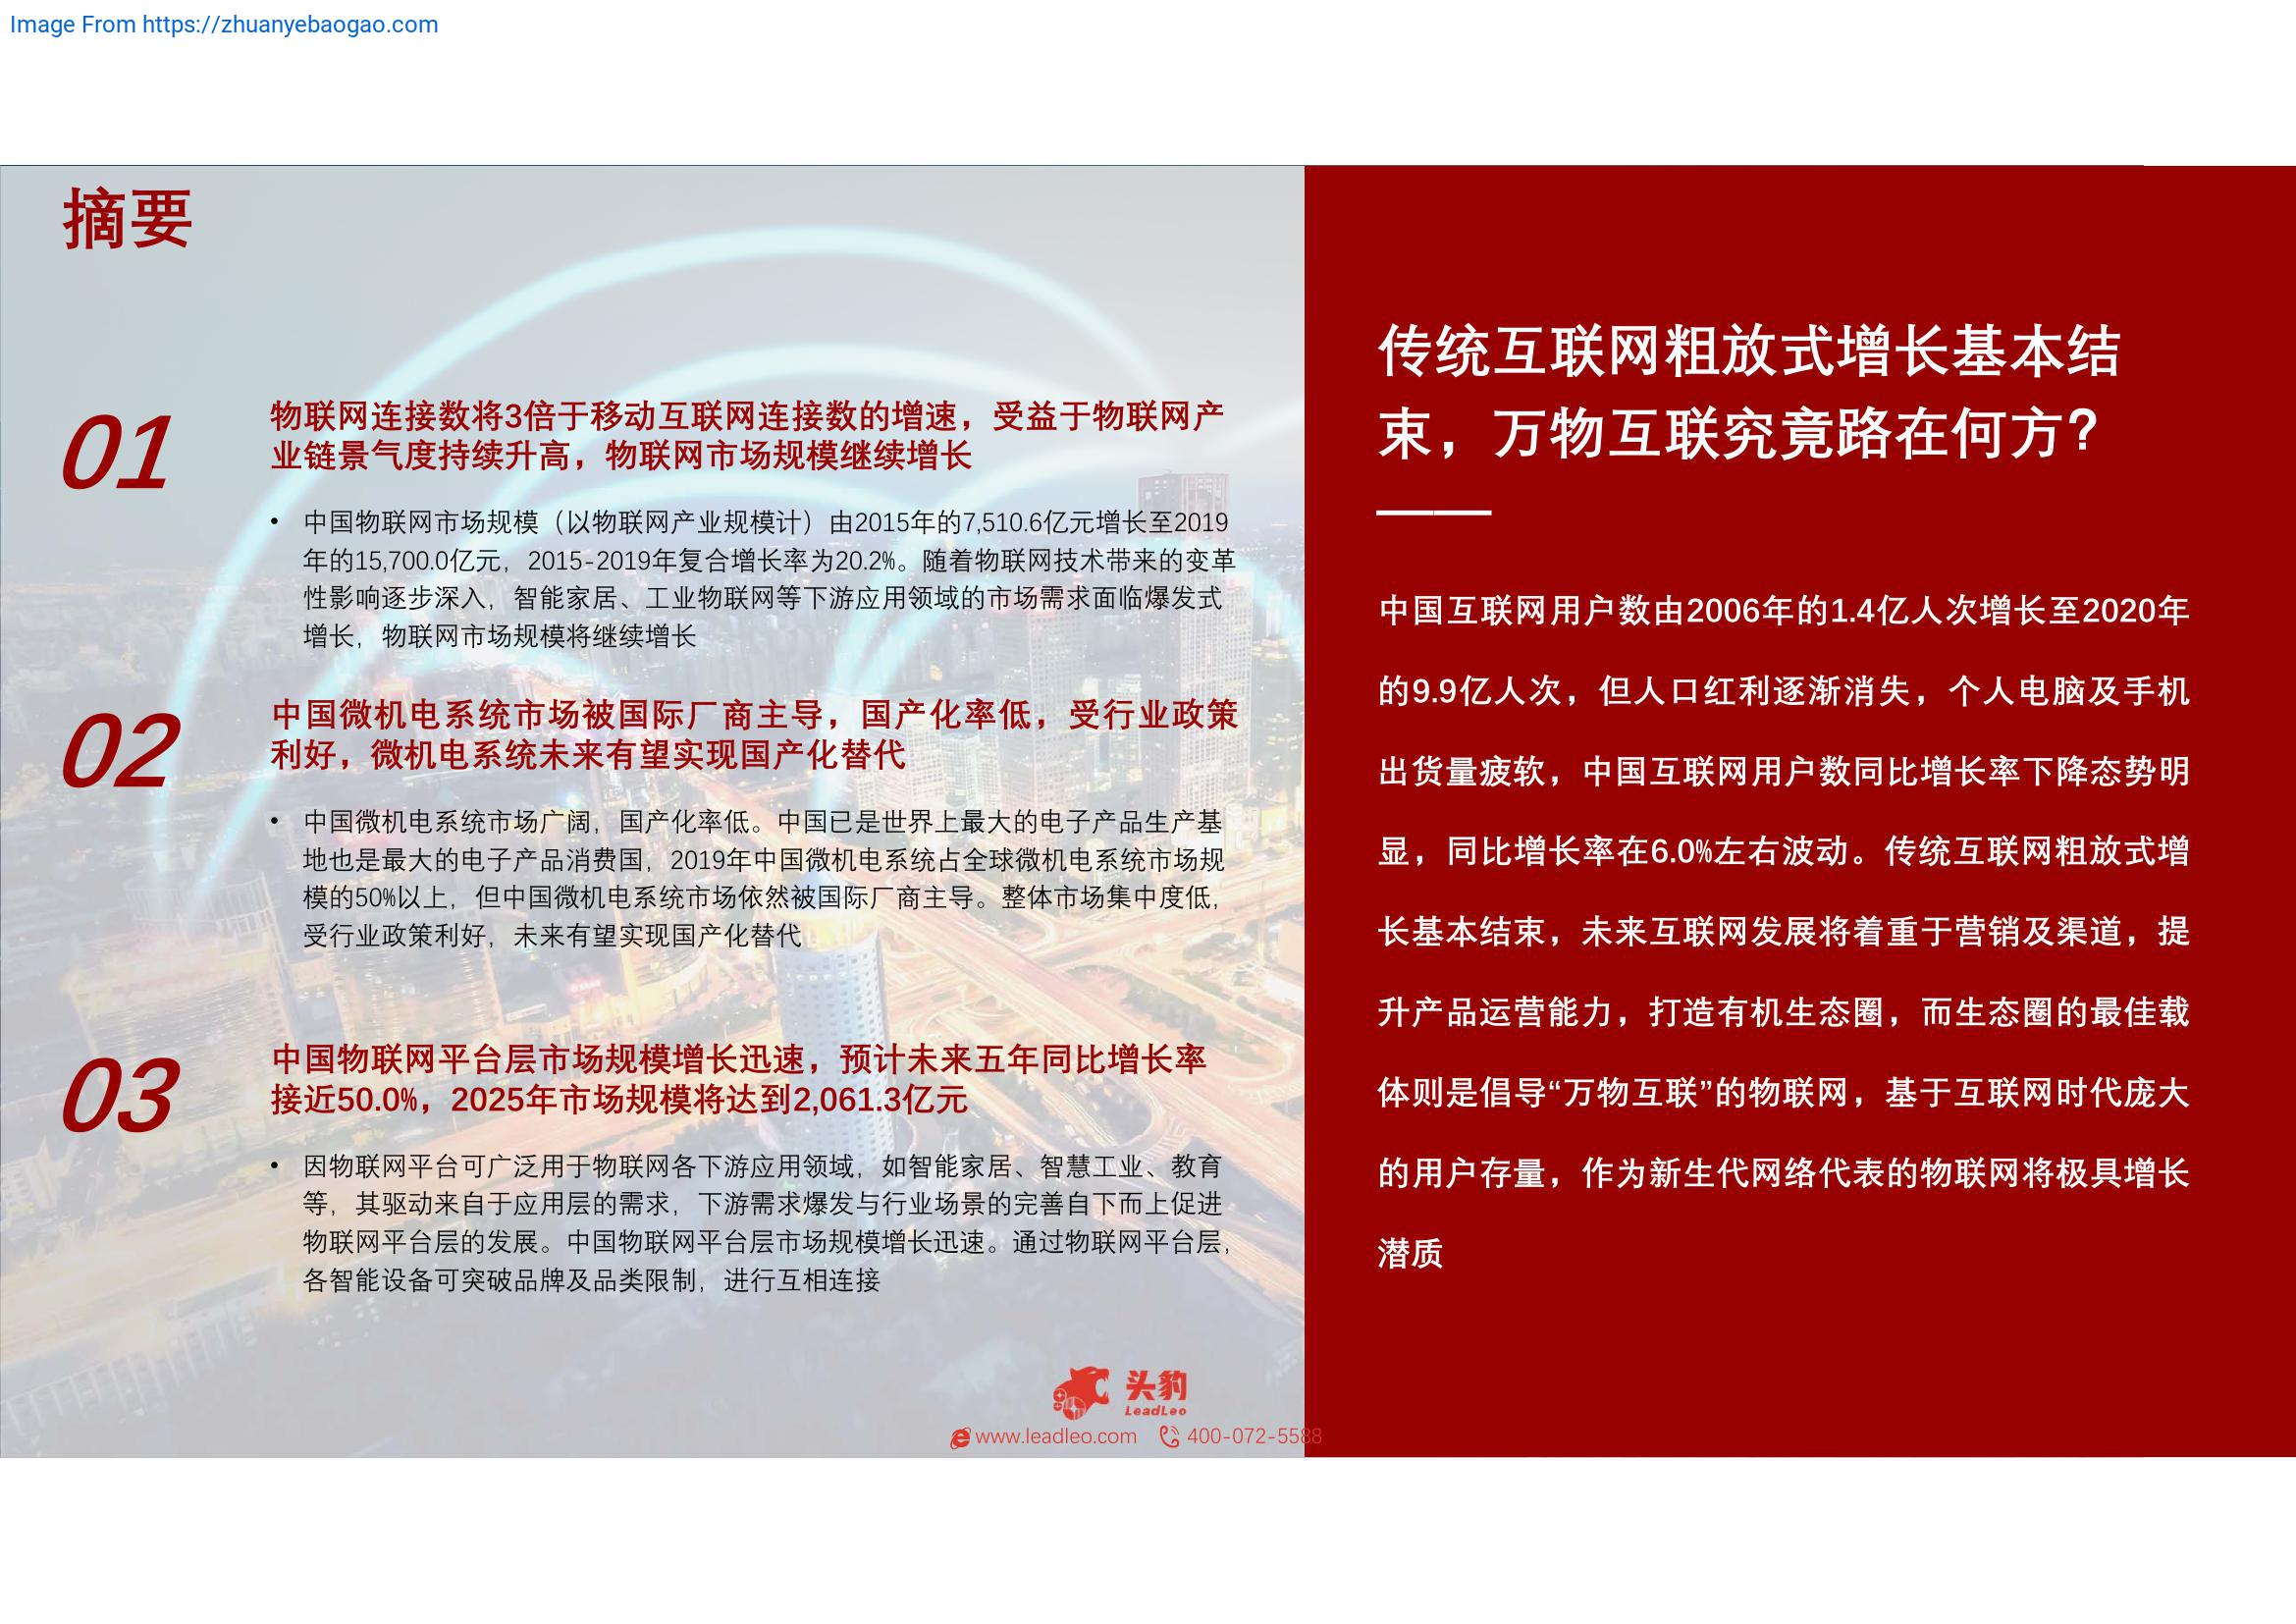 Image From https://zhuanyebaogao.com
摘要
01
物联网连接数将3倍于移动互联网连接数的增速，受益于物联网产
业链景气度持续升高，物联网市场规模继续增长
• 中国物联网市场规模（以物联网产业规模计）由2015年的7,510.6亿元增长至2019
年的15,700.0亿元，2015-2019年复合增长率为20.2%。随着物联网技术带来的变革
性影响逐步深入，智能家居、工业物联网等下游应用领域的市场需求面临爆发式
增长，物联网市场规模将继续增长
02
中国微机电系统市场被国际厂商主导，国产化率低，受行业政策
利好，微机电系统未来有望实现国产化替代
• 中国微机电系统市场广阔，国产化率低。中国已是世界上最大的电子产品生产基
地也是最大的电子产品消费国，2019年中国微机电系统占全球微机电系统市场规
模的50%以上，但中国微机电系统市场依然被国际厂商主导。整体市场集中度低，
受行业政策利好，未来有望实现国产化替代
03
中国物联网平台层市场规模增长迅速，预计未来五年同比增长率
接近50.0%，2025年市场规模将达到2,061.3亿元
• 因物联网平台可广泛用于物联网各下游应用领域，如智能家居、智慧工业、教育
等，其驱动来自于应用层的需求，下游需求爆发与行业场景的完善自下而上促进
物联网平台层的发展。中国物联网平台层市场规模增长迅速。通过物联网平台层，
各智能设备可突破品牌及品类限制，进行互相连接
头豹
LeadLeo
www.leadleo.com 400-072-5588
传统互联网粗放式增长基本结
束，万物互联究竟路在何方？
中国互联网用户数由2006年的1.4亿人次增长至2020年
的9.9亿人次，但人口红利逐渐消失，个人电脑及手机
出货量疲软，中国互联网用户数同比增长率下降态势明
显，同比增长率在6.0%左右波动。传统互联网粗放式增
长基本结束，未来互联网发展将着重于营销及渠道，提
升产品运营能力，打造有机生态圈，而生态圈的最佳载
体则是倡导“万物互联”的物联网，基于互联网时代庞大
的用户存量，作为新生代网络代表的物联网将极具增长
潜质